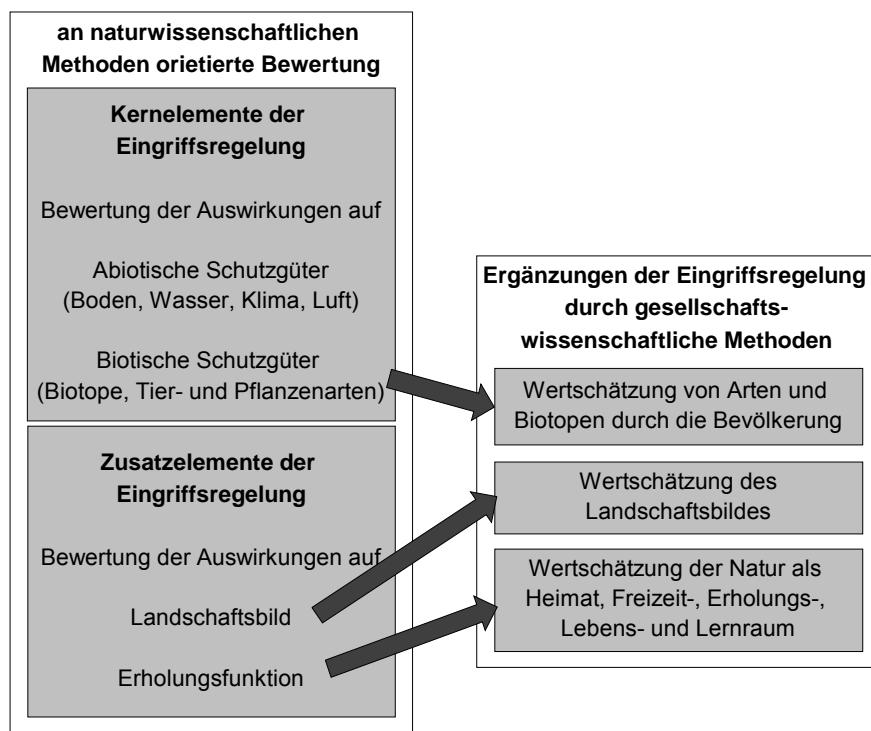 an naturwissenschaftlichen
Methoden orietierte Bewertung
Kernelemente der
Eingriffsregelung
Bewertung der Auswirkungen auf
Abiotische Schutzgüter
(Boden, Wasser, Klima, Luft)
Biotische Schutzgüter
(Biotope, Tier- und Pflanzenarten)
Zusatzelemente der
Eingriffsregelung
Bewertung der Auswirkungen auf
Landschaftsbild
Erholungsfunktion
Ergänzungen der Eingriffsregelung
durch gesellschafts-
wissenschaftliche Methoden
Wertschätzung von Arten und
Biotopen durch die Bevölkerung
Wertschätzung des
Landschaftsbildes
Wertschätzung der Natur als
Heimat, Freizeit-, Erholungs-,
Lebens- und Lernraum